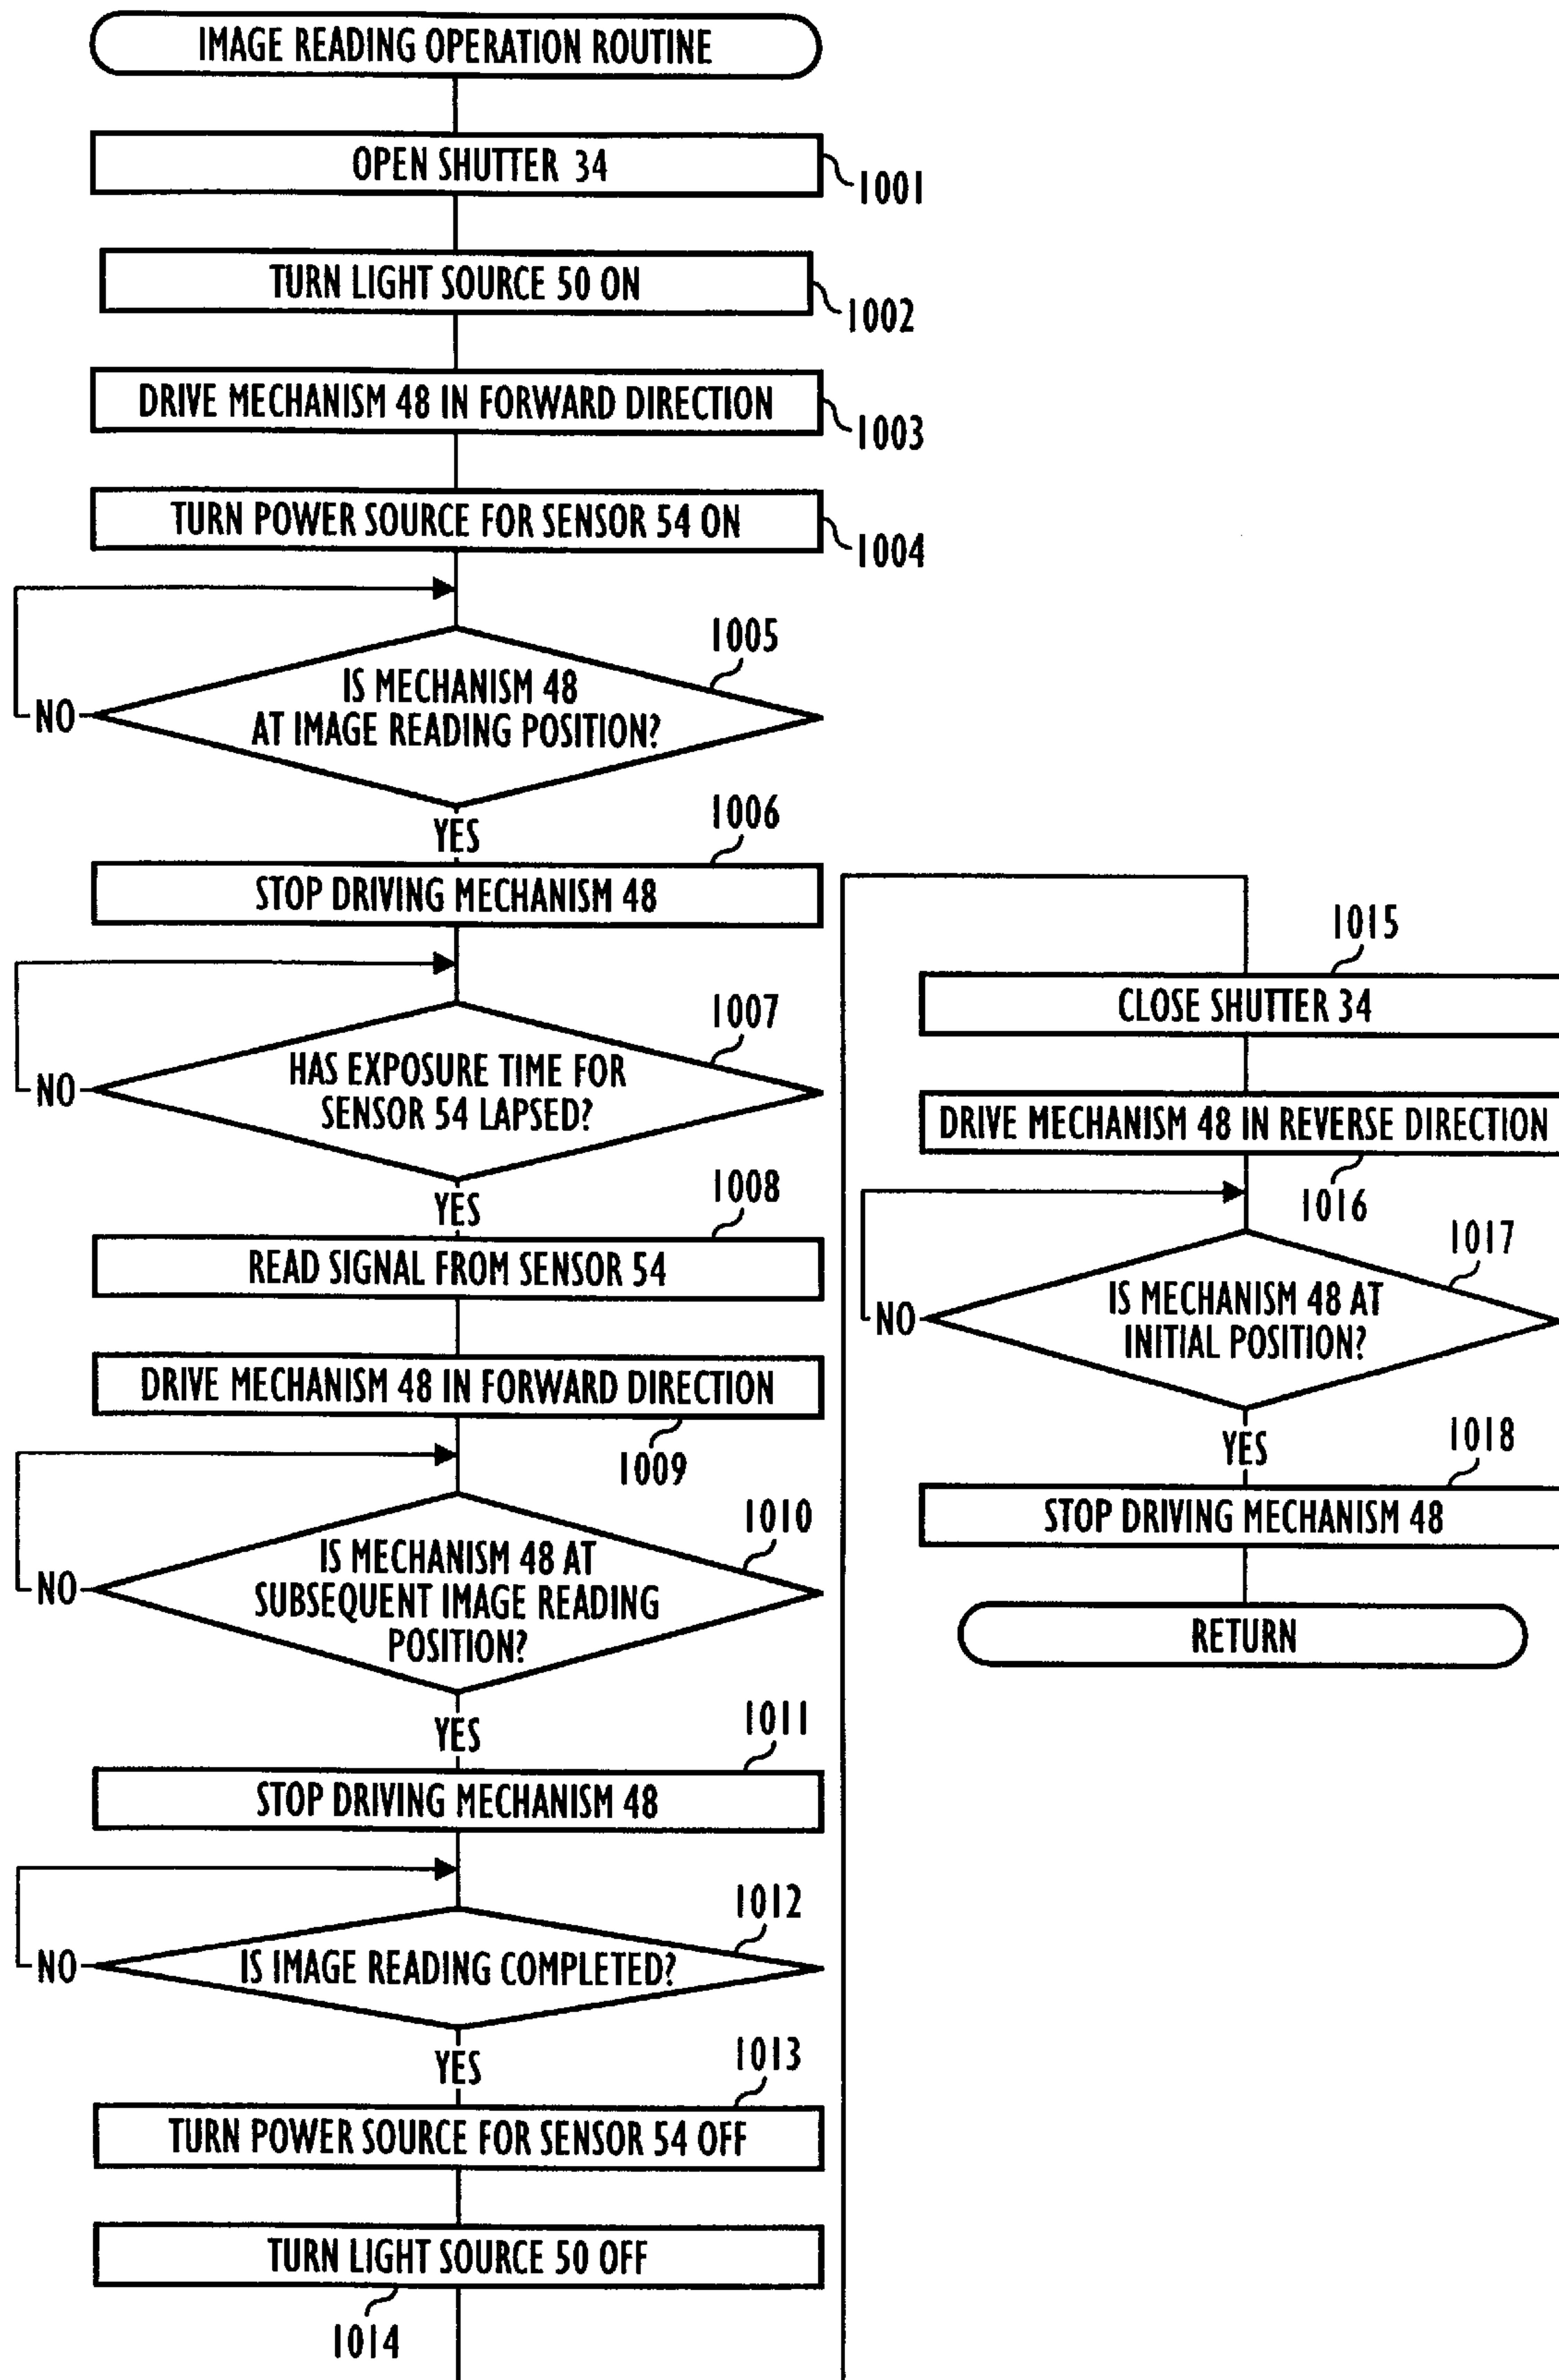 IMAGE READING OPERATION ROUTINE
OPEN SHUTTER 34
1001
TURN LIGHT SOURCE 50 ON
1002
DRIVE MECHANISM 48 IN FORWARD DIRECTION
1003
TURN POWER SOURCE FOR SENSOR 54 ON
1004
1005
IS MECHANISM 48
AT IMAGE READING POSITION?
NO
YES
1006
STOP DRIVING MECHANISM 48
1007
HAS EXPOSURE TIME FOR
SENSOR 54 LAPSED?
NO
YES
1008
READ SIGNAL FROM SENSOR 54
DRIVE MECHANISM 48 IN FORWARD DIRECTION
1009
1010
IS MECHANISM 48 AT
SUBSEQUENT IMAGE READING
POSITION?
NO
YES
1011
STOP DRIVING MECHANISM 48
1012
IS IMAGE READING COMPLETED?
NO
YES
1013
TURN POWER SOURCE FOR SENSOR 54 OFF
TURN LIGHT SOURCE 50 OFF
1014
1015
CLOSE SHUTTER 34
DRIVE MECHANISM 48 IN REVERSE DIRECTION
1016
1017
IS MECHANISM 48 AT
INITIAL POSITION?
NO
YES
1018
STOP DRIVING MECHANISM 48
RETURN